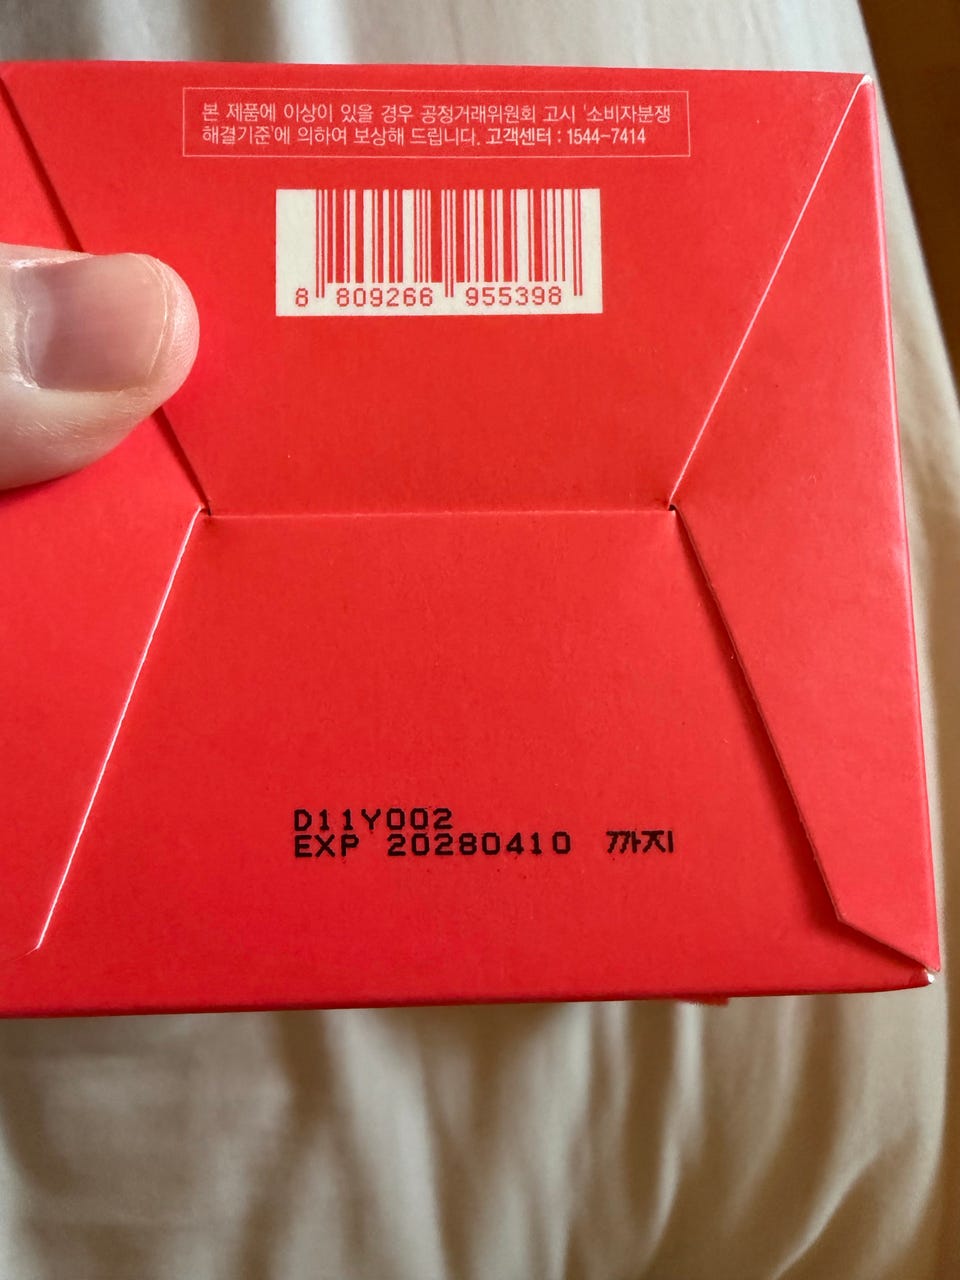 본 제품에 이상이 있을 경우 공정거래위원회 고시 '소비자분쟁
해결기준'에 의하여 보상해 드립니다. 고객센터 : 1544-7414
8 809266 955398
D11Y002
EXP 20280410 까지